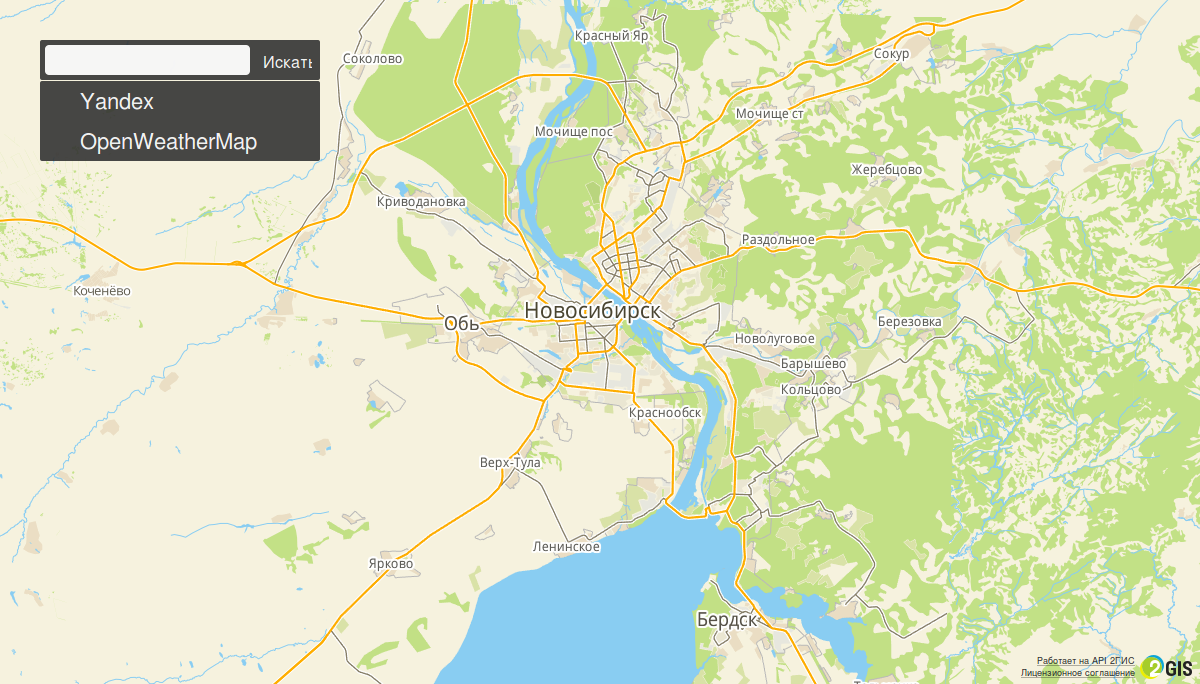 Красный Яр
Сокур
Соколово
Искать
Yandex
OpenWeatherMap
Мочище ст
Мочище пос
Жеребцово
Криводановка
Раздольное
Коченёво
Новосибирск
Обь
Березовка
Новолуговое
Барышево
Кольцово
Краснообск
Верх-Тула
Ленинское
Ярково
Бердск
Работает на API 2ГИС
Лицензионное соглашение
2GIS